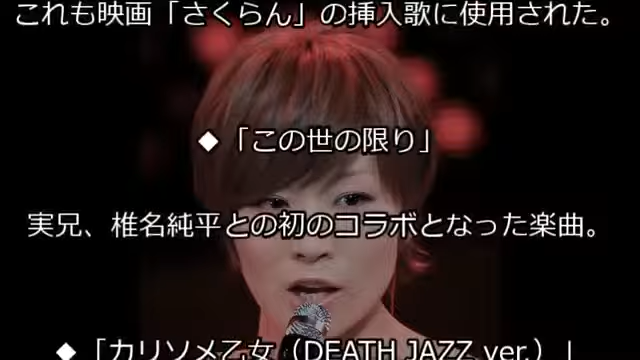 これも映画「さくらん」の挿入歌に使用された。
◆「この世の限り」
実兄、椎名純平との初のコラボとなった楽曲。
◆「カリソメ乙女（DEATH JAZZ ver.）」